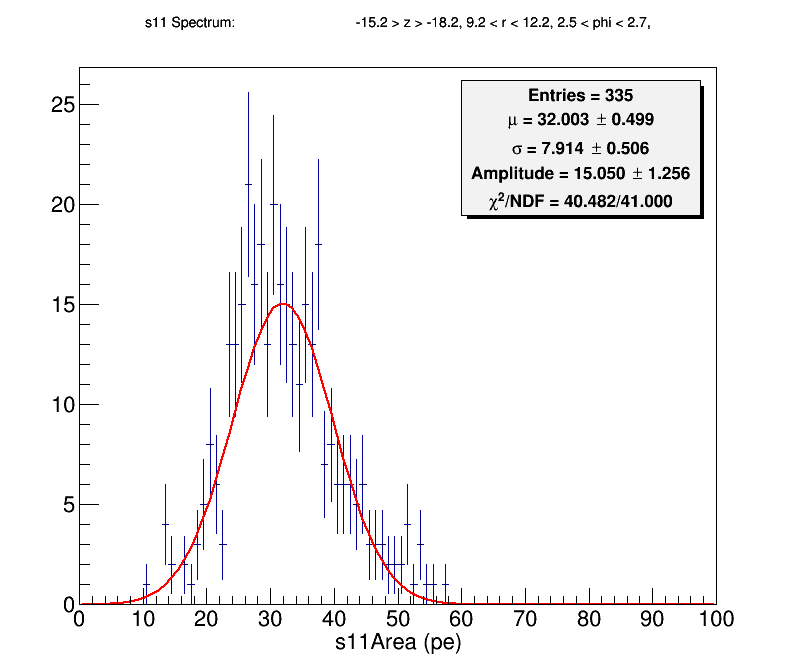 s11 Spectrum: -15.2 > z > -18.2, 9.2 < r < 12.2, 2.5 < phi < 2.7,
Entries = 335
μ = 32.003 ± 0.499
σ = 7.914 ± 0.506
Amplitude = 15.050 ± 1.256
χ²/NDF = 40.482/41.000
25
20
15
10
5
0
0 10 20 30 40 50 60 70 80 90 100
s11Area (pe)